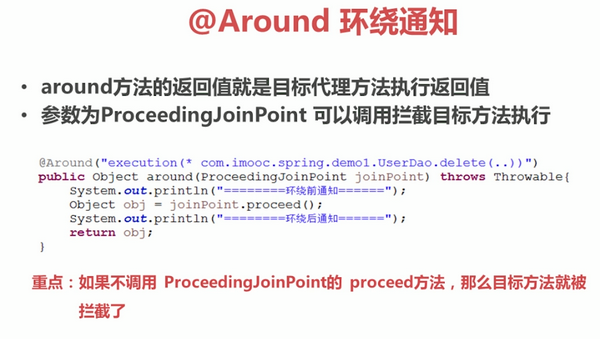 @Around 环绕通知
• around方法的返回值就是目标代理方法执行返回值
• 参数为ProceedingJoinPoint 可以调用拦截目标方法执行
@Around("execution(* com.imooc.spring.demo1.UserDao.delete(..))")
public Object around(ProceedingJoinPoint joinPoint) throws Throwable{
System.out.println("========环绕前通知======");
Object obj = joinPoint.proceed();
System.out.println("========环绕后通知======");
return obj;
}
重点：如果不调用 ProceedingJoinPoint的 proceed方法，那么目标方法就被
拦截了